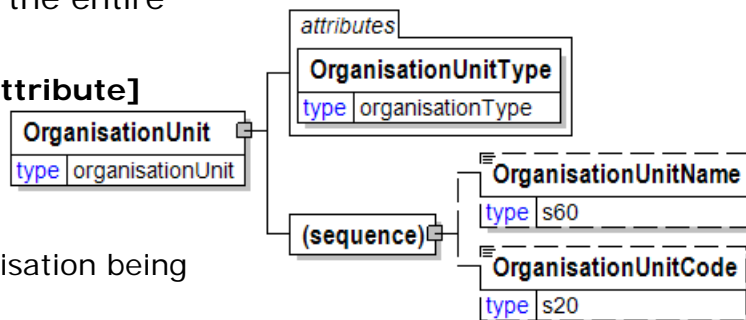 the entire
attributes
OrganisationUnitType
type organisationType
ttribute]
OrganisationUnit
type organisationUnit
OrganisationUnitName
type s60
(sequence)
isation being
OrganisationUnitCode
type s20